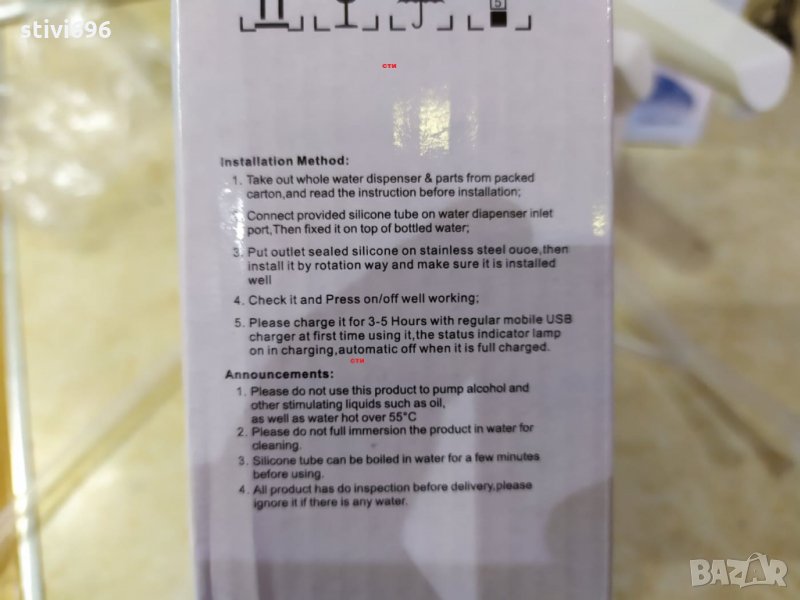 stivi696
5
сти
Installation Method:
1. Take out whole water dispenser & parts from packed
carton,and read the instruction before installation;
2. Connect provided silicone tube on water diapenser inlet
port,Then fixed it on top of bottled water;
3. Put outlet sealed silicone on stainless steel ouoe,then
install it by rotation way and make sure it is installed
well
4. Check it and Press on/off well working;
5. Please charge it for 3-5 Hours with regular mobile USB
charger at first time using it,the status indicator lamp
on in charging,automatic off when it is full charged.
сти
Announcements:
1. Please do not use this product to pump alcohol and
other stimulating liquids such as oil,
as well as water hot over 55°C
2. Please do not full immersion the product in water for
cleaning.
3. Silicone tube can be boiled in water for a few minutes
before using.
4. All product has do inspection before delivery,please
ignore it if there is any water.
BAZAR